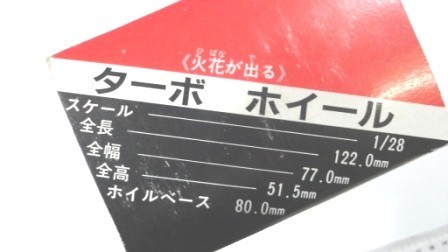 《火花が出る》
ターボ ホイール
スケール 1/28
全長 122.0mm
全幅 77.0mm
全高 51.5mm
ホイルベース 80.0mm